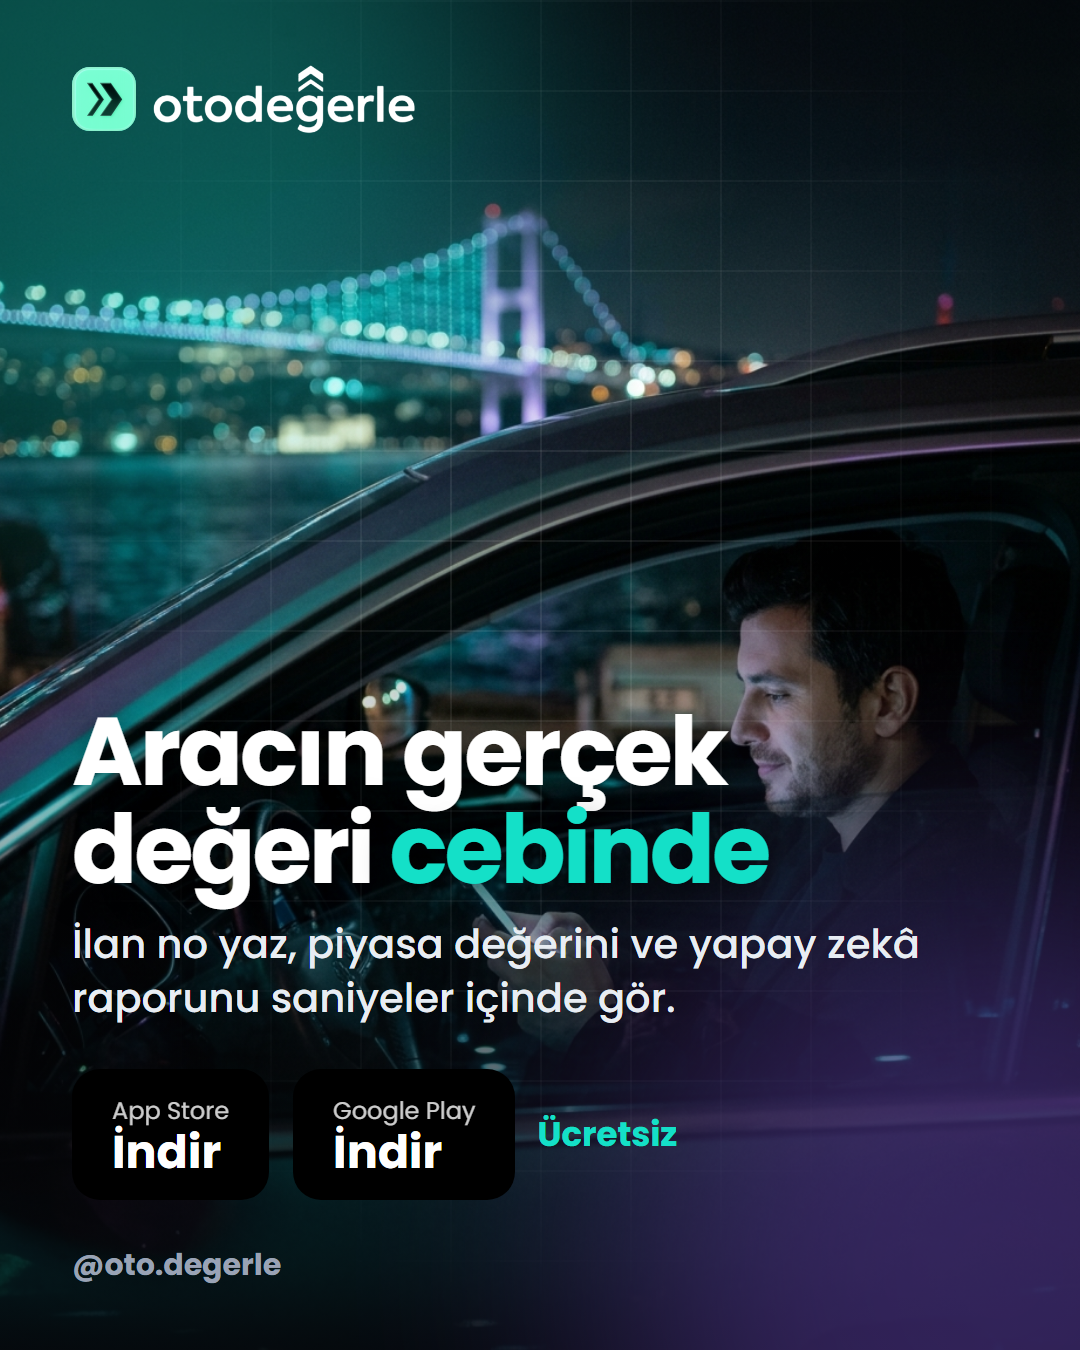 otodeğerle
Aracın gerçek
değeri cebinde
İlan no yaz, piyasa değerini ve yapay zekâ
raporunu saniyeler içinde gör.
App Store
İndir
Google Play
İndir
Ücretsiz
@oto.degerle